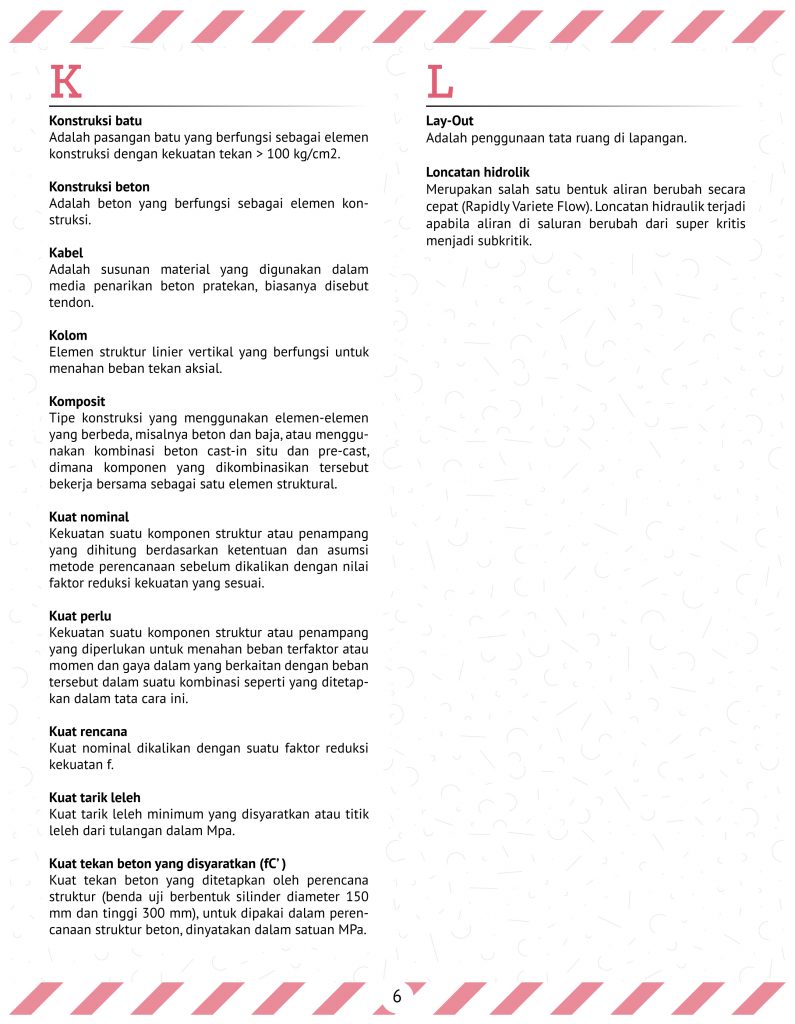 K
Konstruksi batu
Adalah pasangan batu yang berfungsi sebagai elemen
konstruksi dengan kekuatan tekan > 100 kg/cm2.
Konstruksi beton
Adalah beton yang berfungsi sebagai elemen kon-
struksi.
Kabel
Adalah susunan material yang digunakan dalam
media penarikan beton pratekan, biasanya disebut
tendon.
Kolom
Elemen struktur linier vertikal yang berfungsi untuk
menahan beban tekan aksial.
Komposit
Tipe konstruksi yang menggunakan elemen-elemen
yang berbeda, misalnya beton dan baja, atau menggu-
nakan kombinasi beton cast-in situ dan pre-cast,
dimana komponen yang dikombinasikan tersebut
bekerja bersama sebagai satu elemen struktural.
Kuat nominal
Kekuatan suatu komponen struktur atau penampang
yang dihitung berdasarkan ketentuan dan asumsi
metode perencanaan sebelum dikalikan dengan nilai
faktor reduksi kekuatan yang sesuai.
Kuat perlu
Kekuatan suatu komponen struktur atau penampang
yang diperlukan untuk menahan beban terfaktor atau
momen dan gaya dalam yang berkaitan dengan beban
tersebut dalam suatu kombinasi seperti yang ditetap-
kan dalam tata cara ini.
Kuat rencana
Kuat nominal dikalikan dengan suatu faktor reduksi
kekuatan f.
Kuat tarik leleh
Kuat tarik leleh minimum yang disyaratkan atau titik
leleh dari tulangan dalam Mpa.
Kuat tekan beton yang disyaratkan (fC’ )
Kuat tekan beton yang ditetapkan oleh perencana
struktur (benda uji berbentuk silinder diameter 150
mm dan tinggi 300 mm), untuk dipakai dalam peren-
canaan struktur beton, dinyatakan dalam satuan MPa.
L
Lay-Out
Adalah penggunaan tata ruang di lapangan.
Loncatan hidrolik
Merupakan salah satu bentuk aliran berubah secara
cepat (Rapidly Variete Flow). Loncatan hidraulik terjadi
apabila aliran di saluran berubah dari super kritis
menjadi subkritik.
6